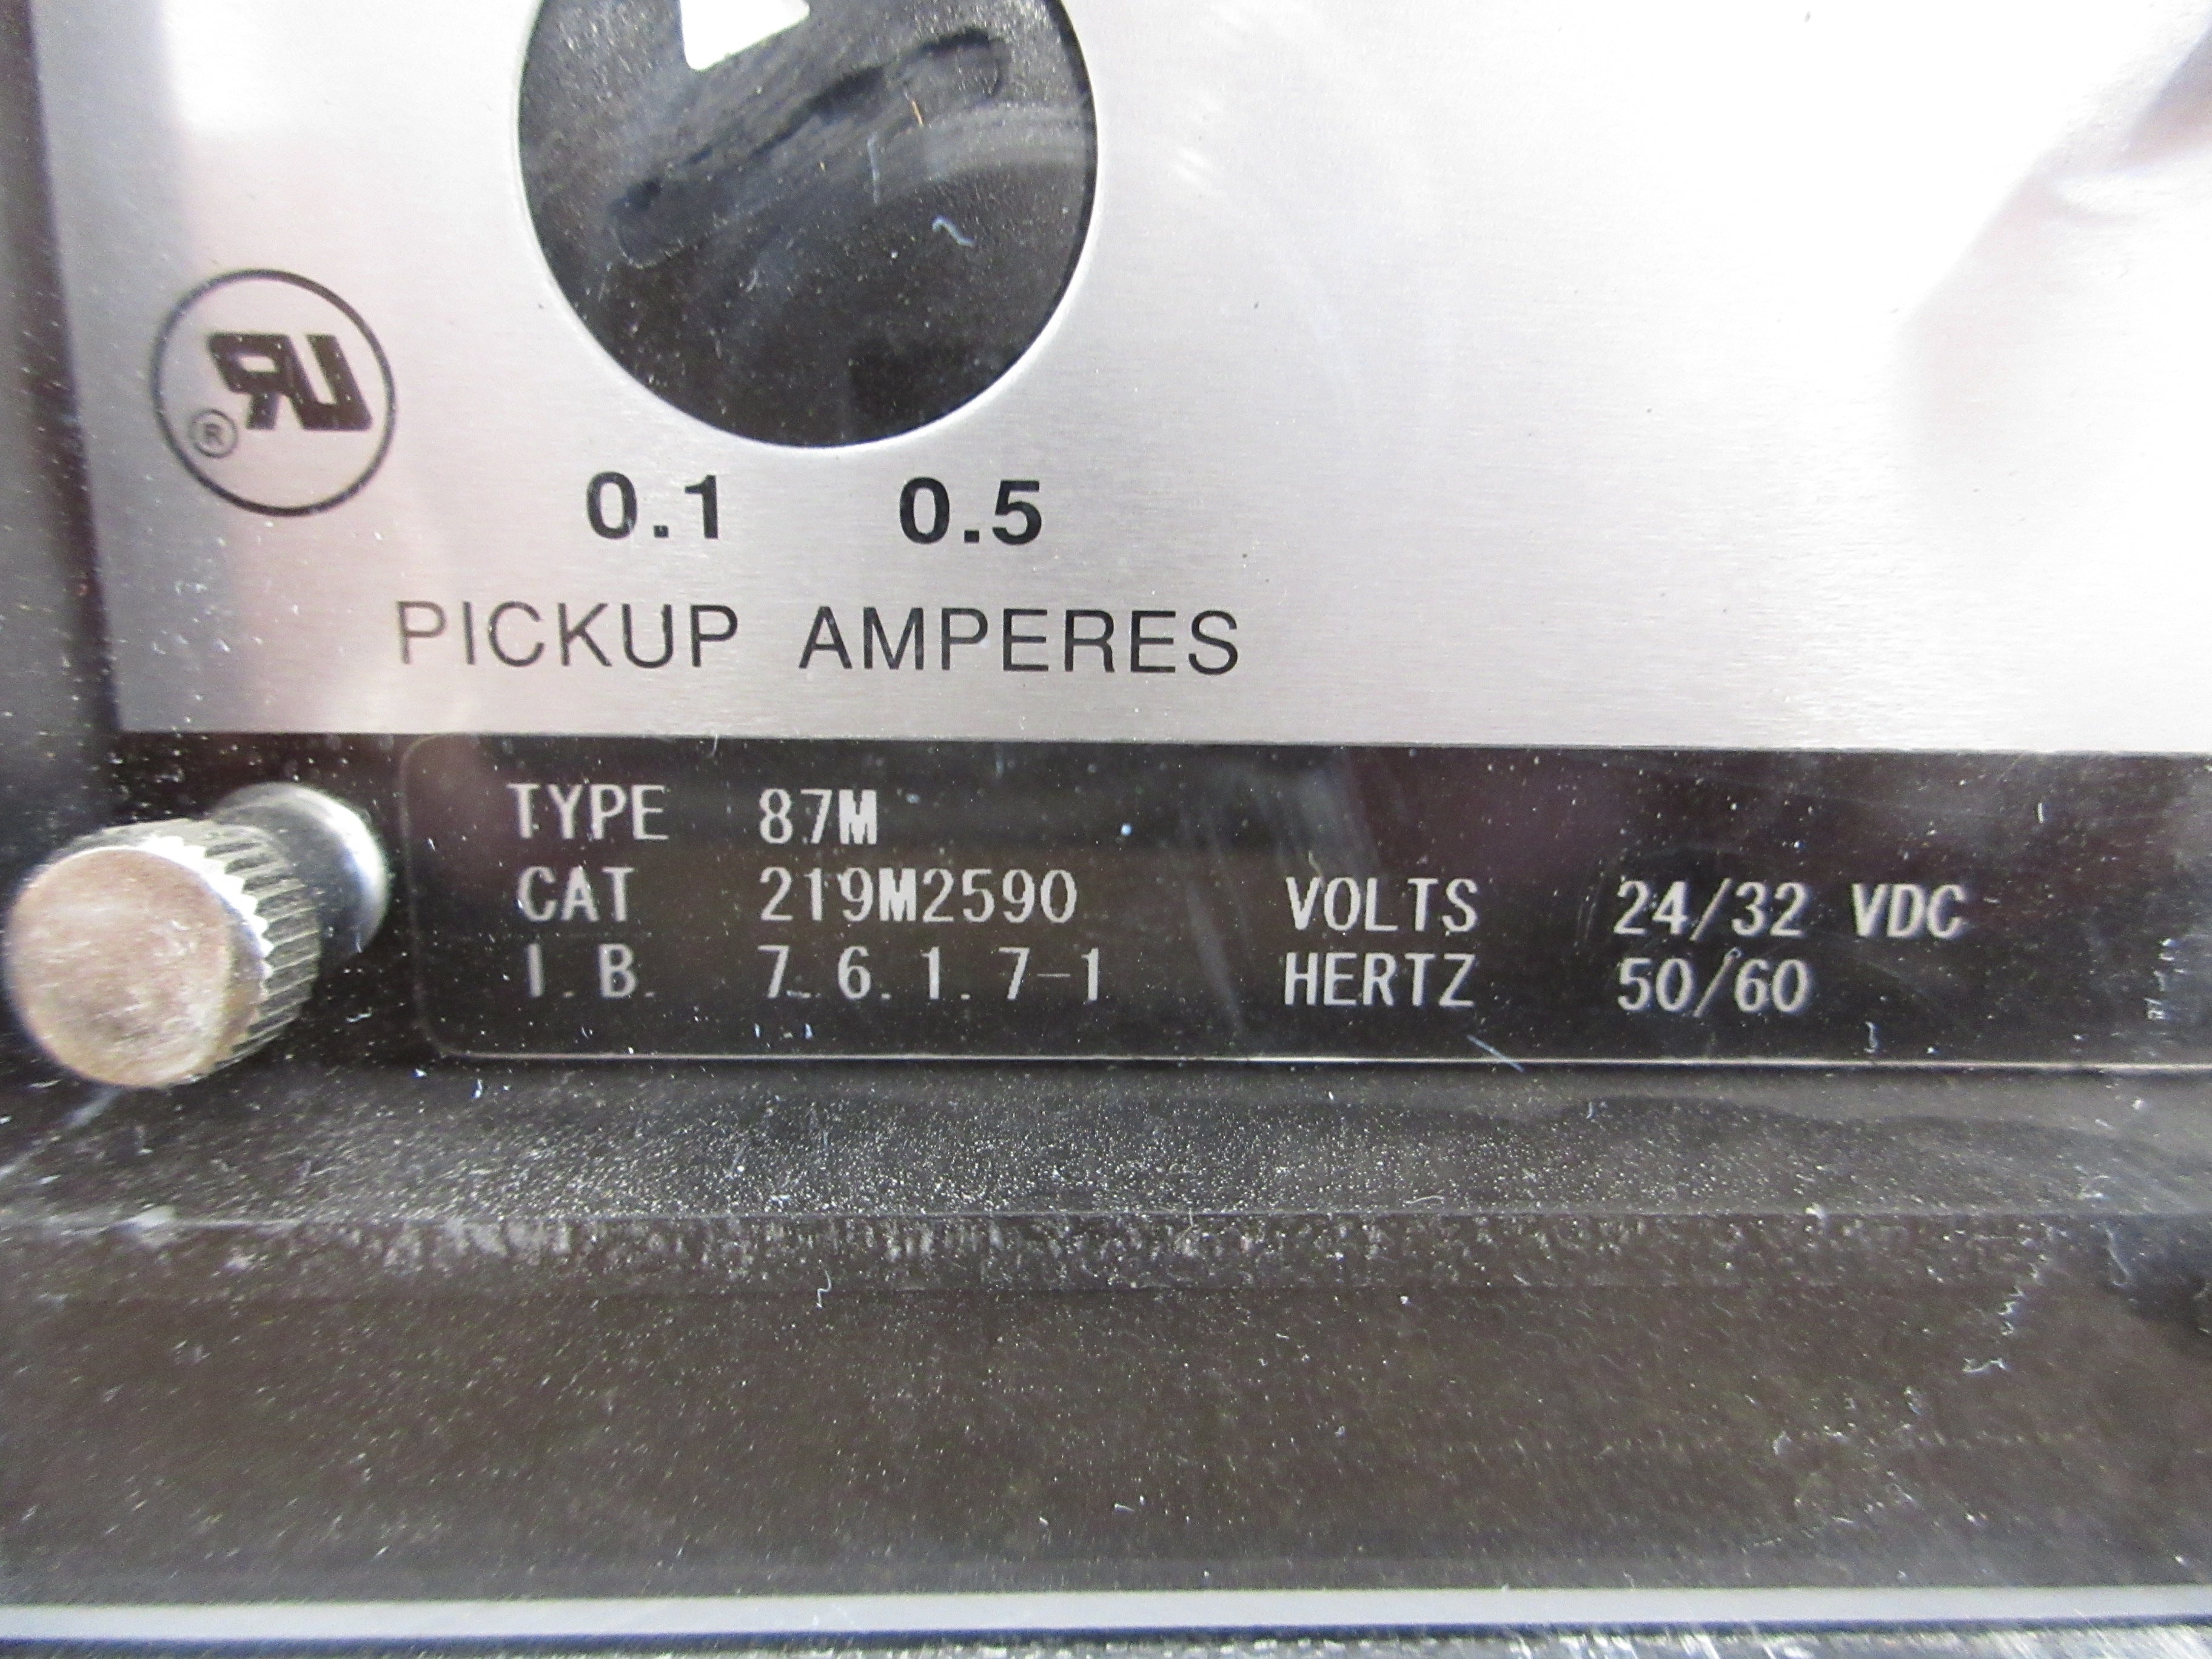 RU ®
0.1 0.5
PICKUP AMPERES
TYPE 87M
CAT 219M2590 VOLTS 24/32 VDC
I.B. 7.6.1.7-1 HERTZ 50/60